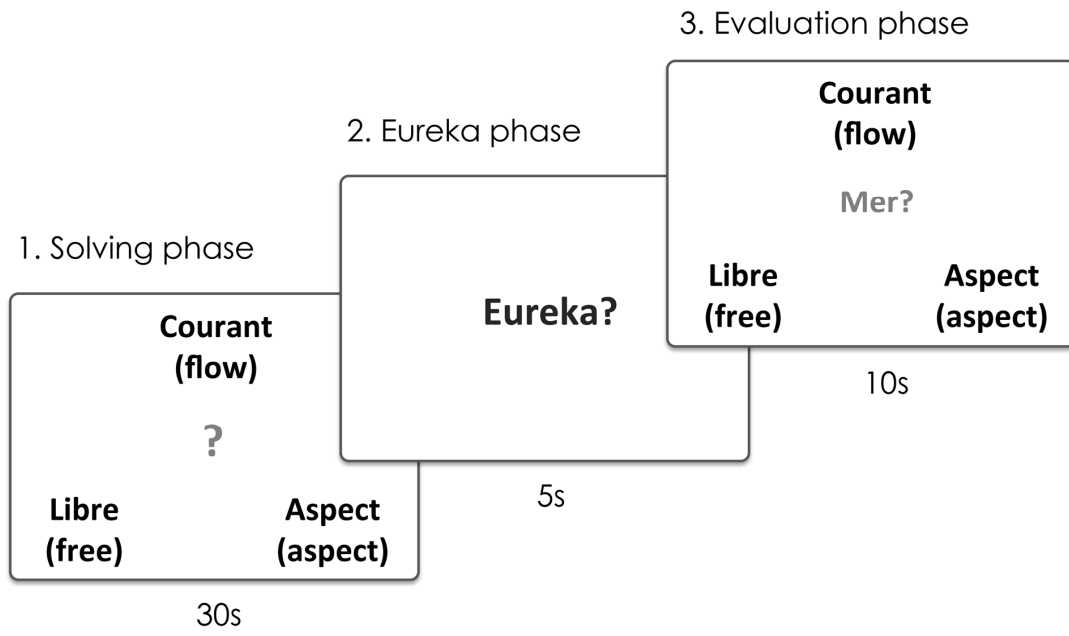 1. Solving phase
Courant
(flow)
?
Libre
(free)
Aspect
(aspect)
30s
2. Eureka phase
Eureka?
5s
3. Evaluation phase
Courant
(flow)
Mer?
Libre
(free)
Aspect
(aspect)
10s